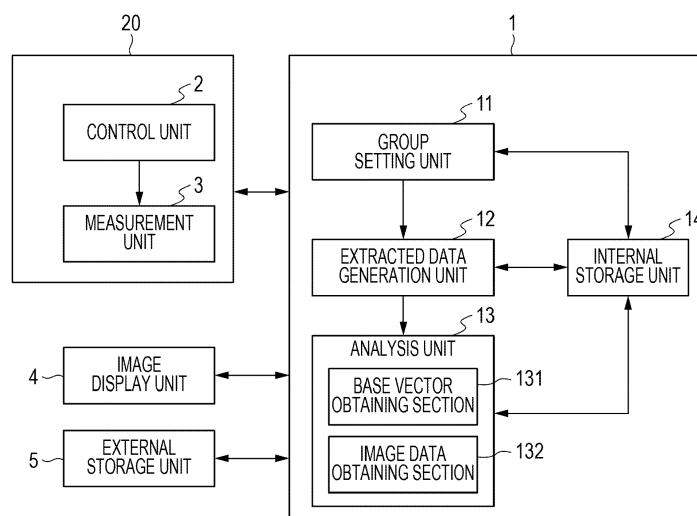 20
1
2
CONTROL UNIT
3
MEASUREMENT
UNIT
11
GROUP
SETTING UNIT
12
EXTRACTED DATA
GENERATION UNIT
14
INTERNAL
STORAGE UNIT
13
ANALYSIS UNIT
131
BASE VECTOR
OBTAINING SECTION
132
IMAGE DATA
OBTAINING SECTION
4
IMAGE
DISPLAY UNIT
5
EXTERNAL
STORAGE UNIT